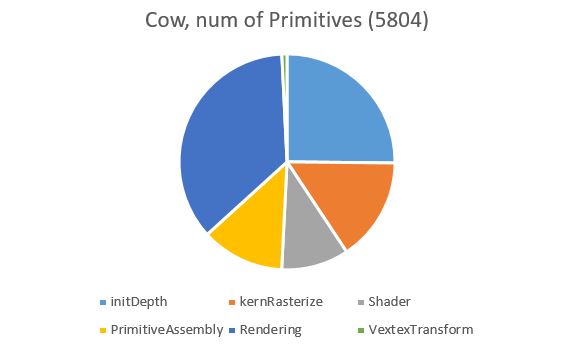 Cow, num of Primitives (5804)
initDepth kernRasterize Shader
PrimitiveAssembly Rendering VextexTransform